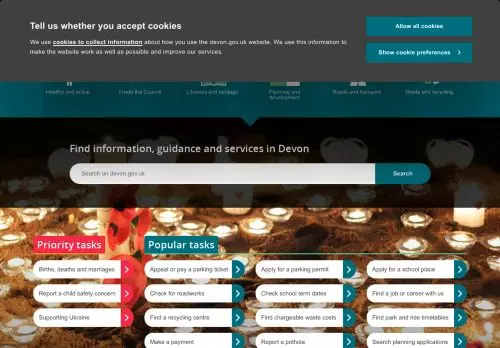 Tell us whether you accept cookies
We use cookies to collect information about how you use the devon.gov.uk website. We use this information to
make the website work as well as possible and improve our services.
Allow all cookies
Show cookie preferences
Healthy and active
Inside the Council
Libraries and heritage
Planning and
development
Roads and transport
Waste and recycling
Find information, guidance and services in Devon
Search on devon.gov.uk
Search
Priority tasks
Births, deaths and marriages
Report a child safety concern
Supporting Ukraine
Popular tasks
Appeal or pay a parking ticket
Apply for a parking permit
Apply for a school place
Check for roadworks
Check school term dates
Find a job or career with us
Find a recycling centre
Find chargeable waste costs
Find park and ride timetables
Make a payment
Report a pothole
Search planning applications